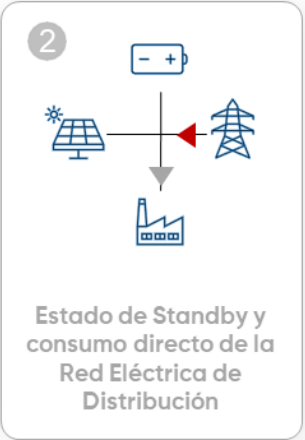 2
Estado de Standby y
consumo directo de la
Red Eléctrica de
Distribución